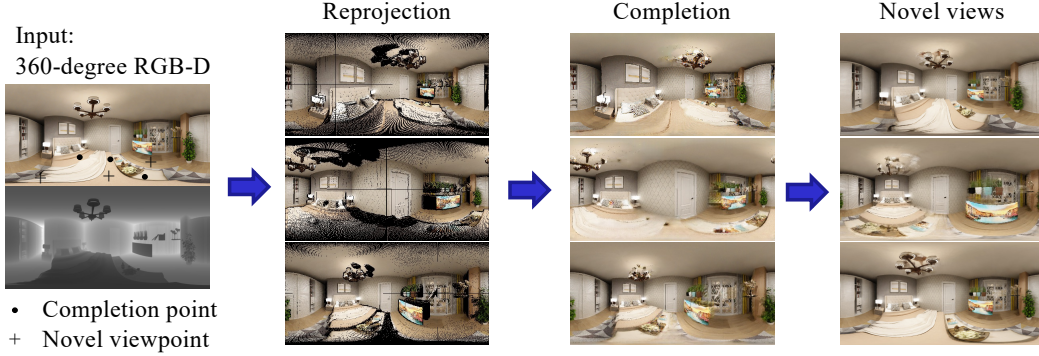 Input:
360-degree RGB-D
• Completion point
+ Novel viewpoint
Reprojection
Completion
Novel views